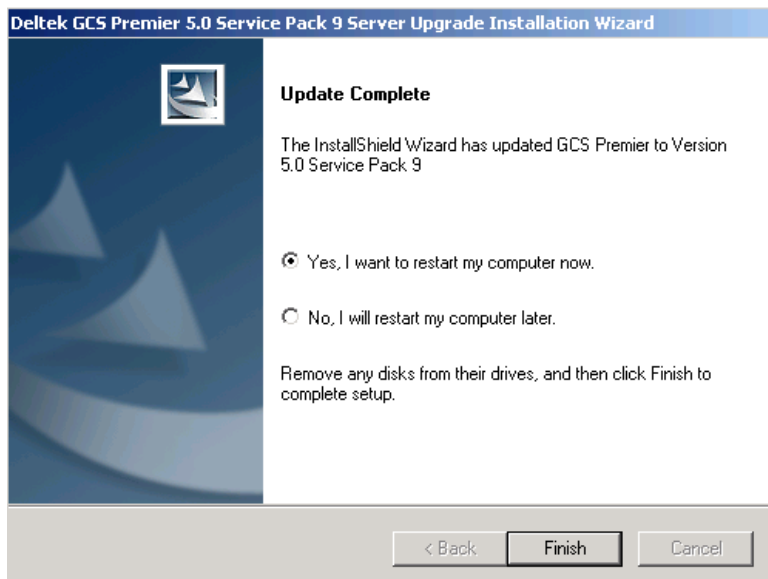 Deltek GCS Premier 5.0 Service Pack 9 Server Upgrade Installation Wizard
Update Complete
The InstallShield Wizard has updated GCS Premier to Version
5.0 Service Pack 9
Yes, I want to restart my computer now.
No, I will restart my computer later.
Remove any disks from their drives, and then click Finish to
complete setup.
< Back Finish Cancel